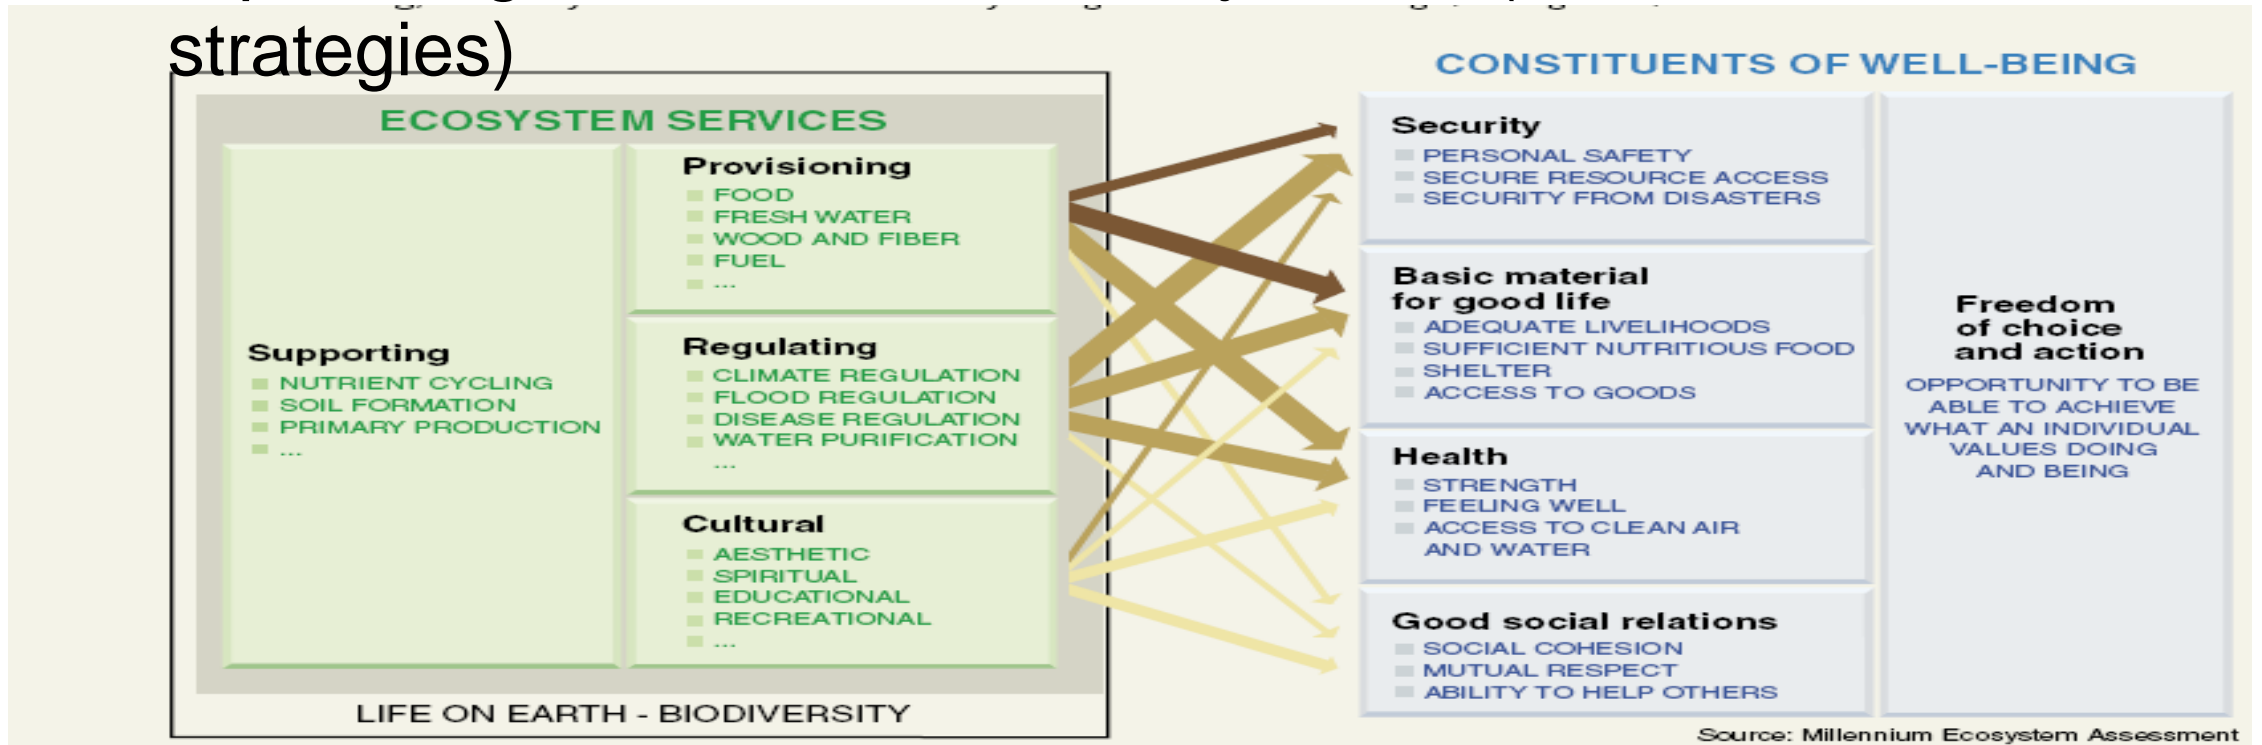 strategies)
ECOSYSTEM SERVICES
Supporting
NUTRIENT CYCLING
SOIL FORMATION
PRIMARY PRODUCTION
...
Provisioning
FOOD
FRESH WATER
WOOD AND FIBER
FUEL
...
Regulating
CLIMATE REGULATION
FLOOD REGULATION
DISEASE REGULATION
WATER PURIFICATION
...
Cultural
AESTHETIC
SPIRITUAL
EDUCATIONAL
RECREATIONAL
...
LIFE ON EARTH - BIODIVERSITY
CONSTITUENTS OF WELL-BEING
Security
PERSONAL SAFETY
SECURE RESOURCE ACCESS
SECURITY FROM DISASTERS
Basic material
for good life
ADEQUATE LIVELIHOODS
SUFFICIENT NUTRITIOUS FOOD
SHELTER
ACCESS TO GOODS
Health
STRENGTH
FEELING WELL
ACCESS TO CLEAN AIR
AND WATER
Good social relations
SOCIAL COHESION
MUTUAL RESPECT
ABILITY TO HELP OTHERS
Freedom
of choice
and action
OPPORTUNITY TO BE
ABLE TO ACHIEVE
WHAT AN INDIVIDUAL
VALUES DOING
AND BEING
Source: Millennium Ecosystem Assessment